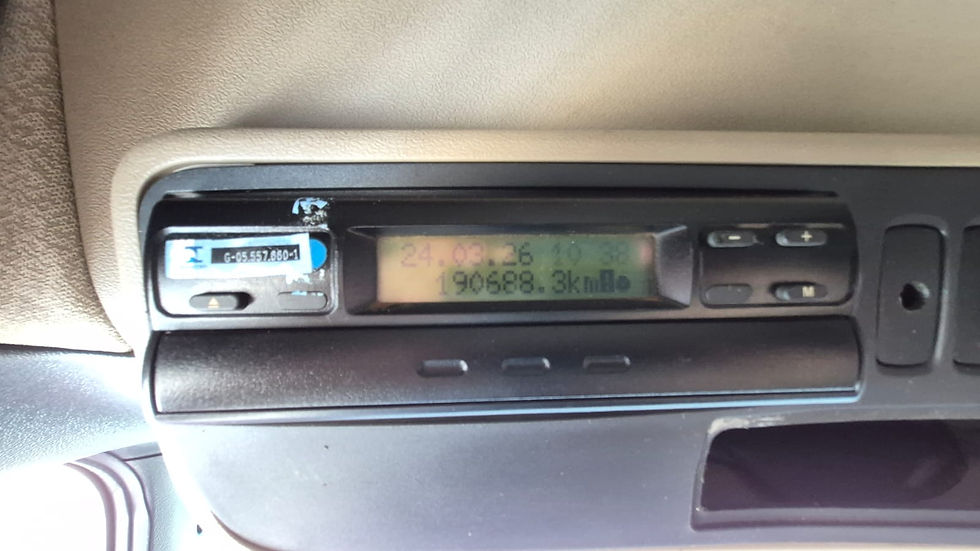 G-05.557.660-1
24.03.26 10 38
190688.3km
- +
M